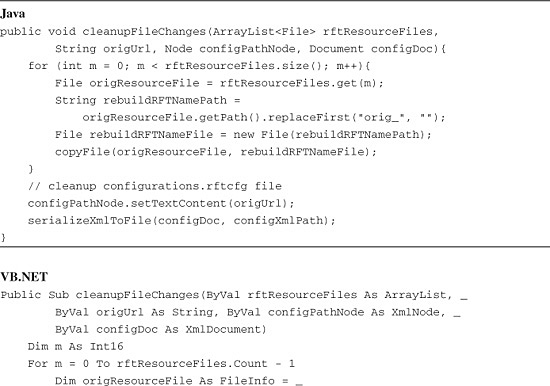 Java
public void cleanupFileChanges(ArrayList<File> rftResourceFiles,
String origUrl, Node configPathNode, Document configDoc){
for (int m = 0; m < rftResourceFiles.size(); m++){
File origResourceFile = rftResourceFiles.get(m);
String rebuildRFTNamePath =
origResourceFile.getPath().replaceFirst("orig_", "");
File rebuildRFTNameFile = new File(rebuildRFTNamePath);
copyFile(origResourceFile, rebuildRFTNameFile);
}
// cleanup configurations.rftcfg file
configPathNode.setTextContent(origUrl);
serializeXmlToFile(configDoc, configXmlPath);
}
VB.NET
Public Sub cleanupFileChanges(ByVal rftResourceFiles As ArrayList, _
ByVal origUrl As String, ByVal configPathNode As XmlNode, _
ByVal configDoc As XmlDocument)
Dim m As Int16
For m = 0 To rftResourceFiles.Count - 1
Dim origResourceFile As FileInfo = _